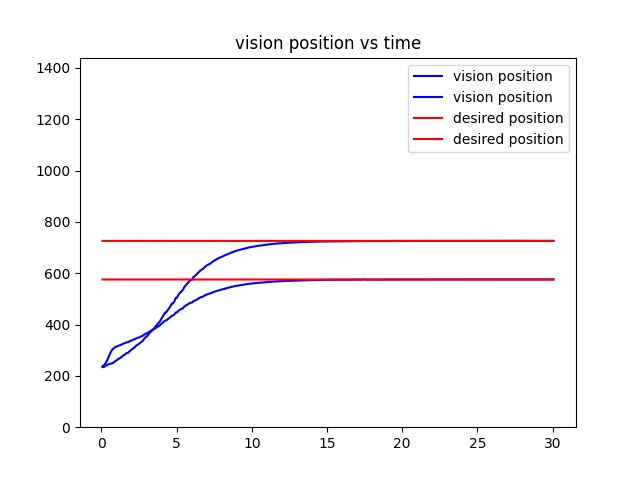 vision position vs time
1400
1200
1000
800
600
400
200
0
vision position
vision position
desired position
desired position
0 5 10 15 20 25 30